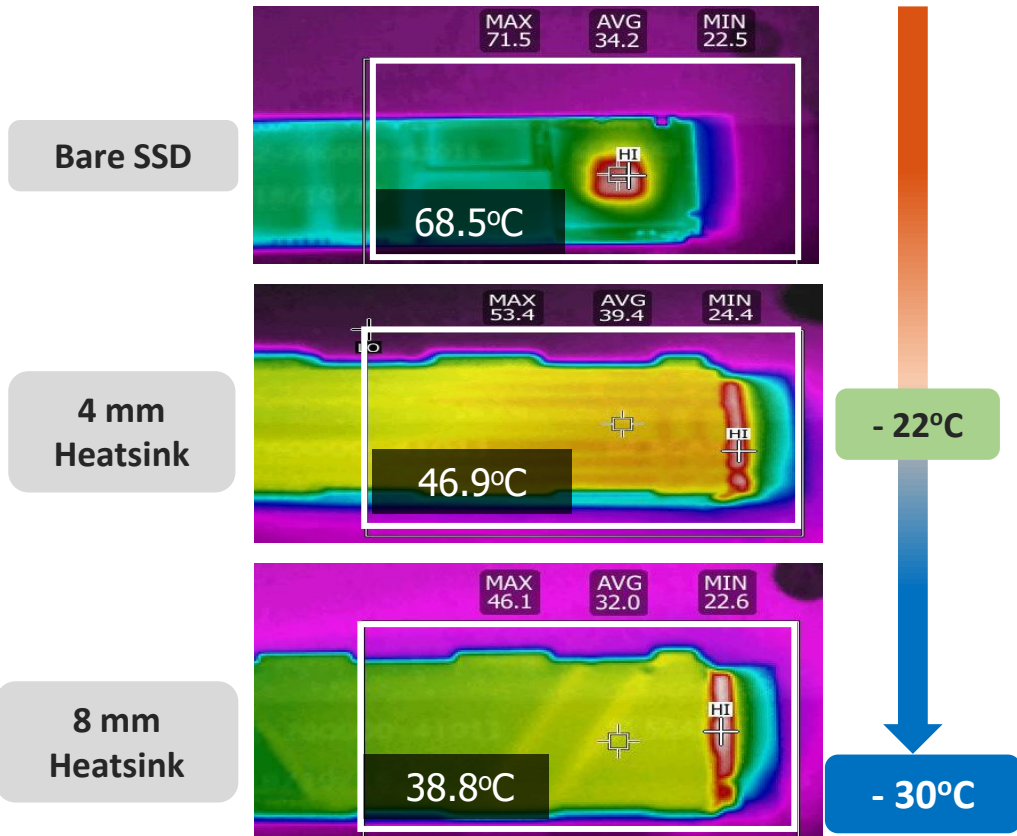 MAX AVG MIN
71.5 34.2 22.5
Bare SSD
HI
68.5°C
MAX AVG MIN
53.4 39.4 24.4
LO
4 mm
Heatsink
HI
46.9°C
- 22°C
MAX AVG MIN
46.1 32.0 22.6
8 mm
Heatsink
HI
38.8°C
- 30°C